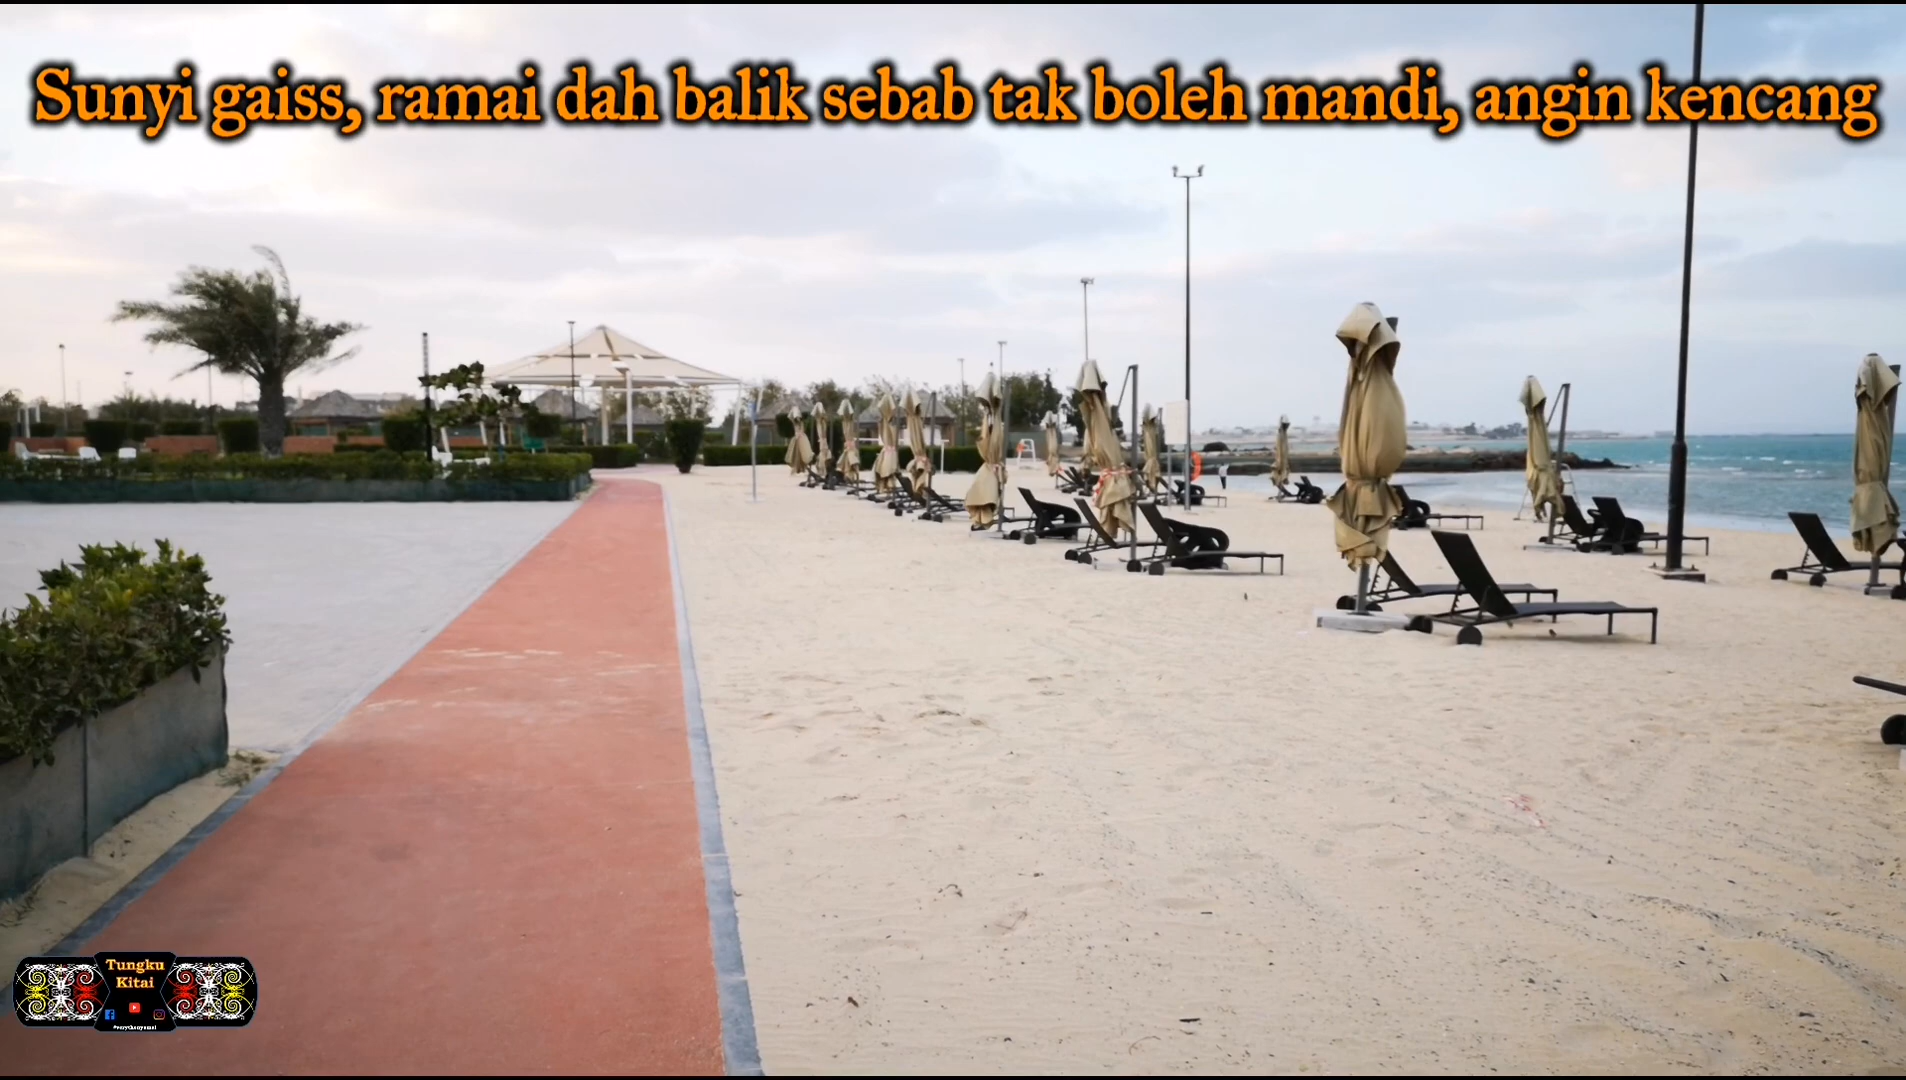 Sunyi gaiss, ramai dah balik sebab tak boleh mandi, angin kencang
Tungku
Kitai